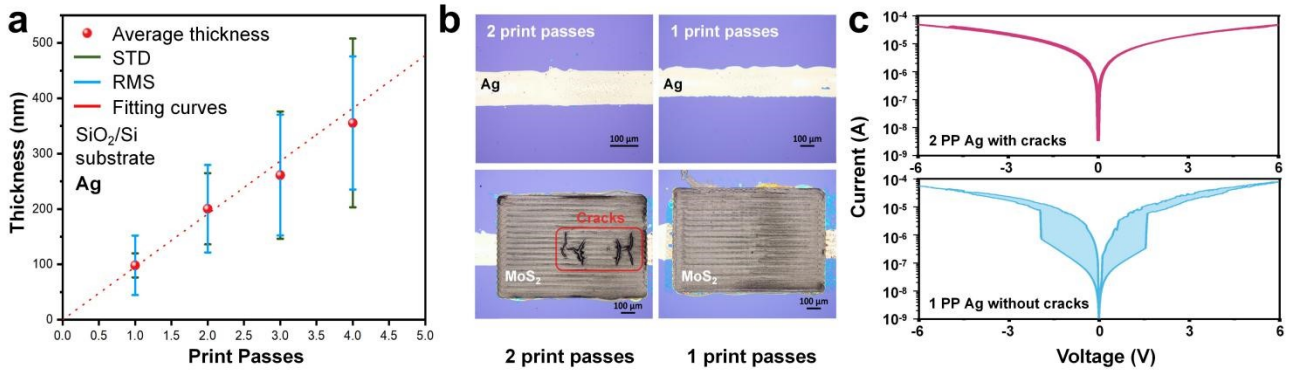 a
Thickness (nm)
500
400
300
200
100
0
0.0 0.5 1.0 1.5 2.0 2.5 3.0 3.5 4.0 4.5 5.0
Print Passes
Average thickness
STD
RMS
Fitting curves
SiO₂/Si
substrate
Ag
b
2 print passes
Ag
100 μm
1 print passes
Ag
100 μm
Cracks
MoS₂
100 μm
MoS₂
100 μm
2 print passes
1 print passes
c
Current (A)
10⁻⁴
10⁻⁵
10⁻⁶
10⁻⁷
10⁻⁸
10⁻⁹
2 PP Ag with cracks
-6 -3 0 3 6
10⁻⁴
10⁻⁵
10⁻⁶
10⁻⁷
10⁻⁸
10⁻⁹
1 PP Ag without cracks
-6 -3 0 3 6
Voltage (V)